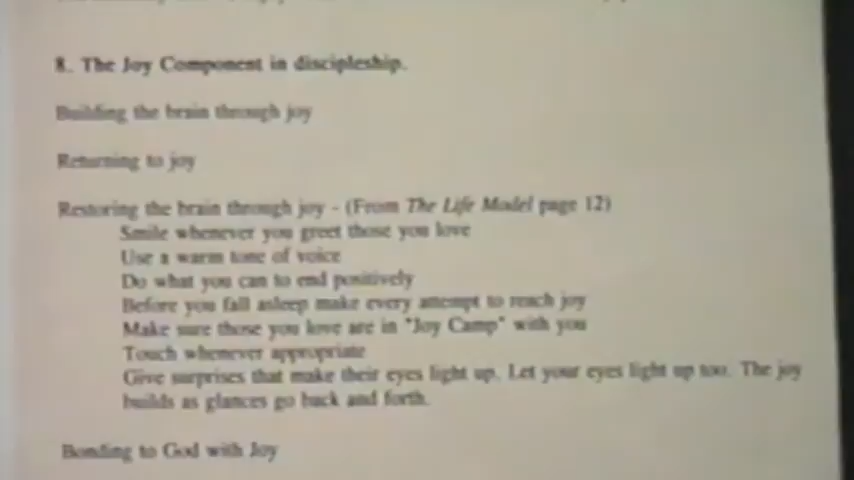 8. The Joy Component in discipleship.
Building the brain through joy
Returning to joy
Restoring the brain through joy - (From The Life Model page 12)
Smile whenever you greet those you love
Use a warm tone of voice
Do what you can to end positively
Before you fall asleep make every attempt to reach joy
Make sure those you love are in "Joy Camp" with you
Touch whenever appropriate
Give surprises that make their eyes light up. Let your eyes light up too. The joy
builds as glances go back and forth.
Bonding to God with Joy